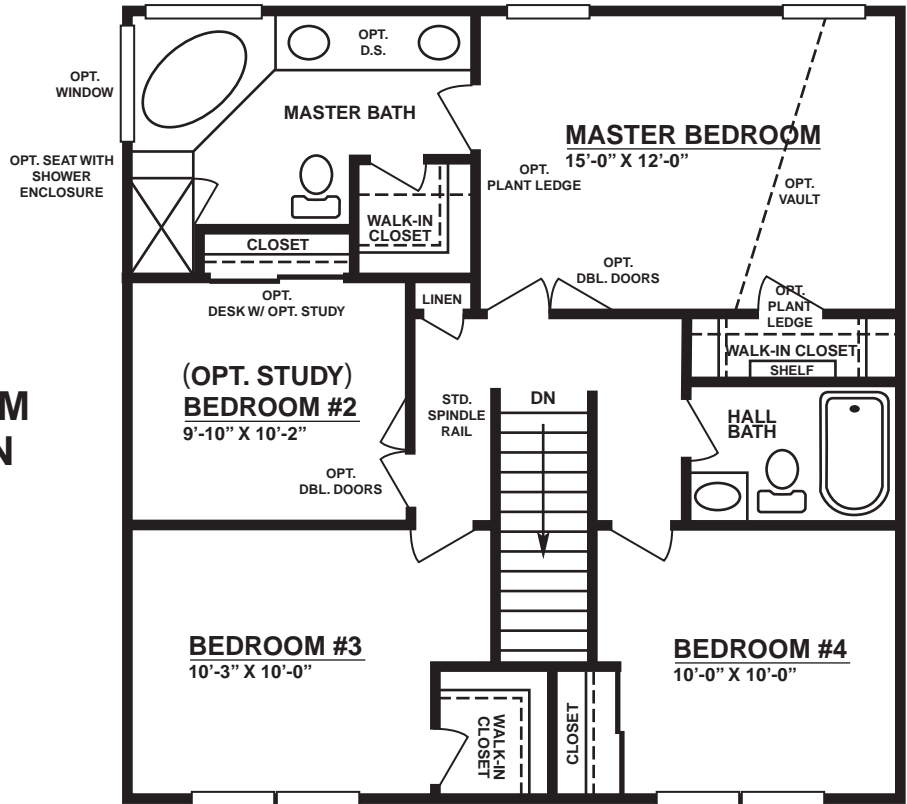 OPT.
D.S.
OPT.
WINDOW
MASTER BATH
MASTER BEDROOM
15'-0" X 12'-0"
OPT. SEAT WITH
SHOWER
ENCLOSURE
OPT.
PLANT LEDGE
OPT.
VAULT
WALK-IN
CLOSET
CLOSET
OPT.
DBL. DOORS
OPT.
DESK W/ OPT. STUDY
LINEN
OPT.
PLANT
LEDGE
WALK-IN CLOSET
SHELF
(OPT. STUDY)
BEDROOM #2
9'-10" X 10'-2"
STD.
SPINDLE
RAIL
DN
HALL
BATH
M
N
OPT.
DBL. DOORS
BEDROOM #3
10'-3" X 10'-0"
BEDROOM #4
10'-0" X 10'-0"
WALK-IN
CLOSET
CLOSET